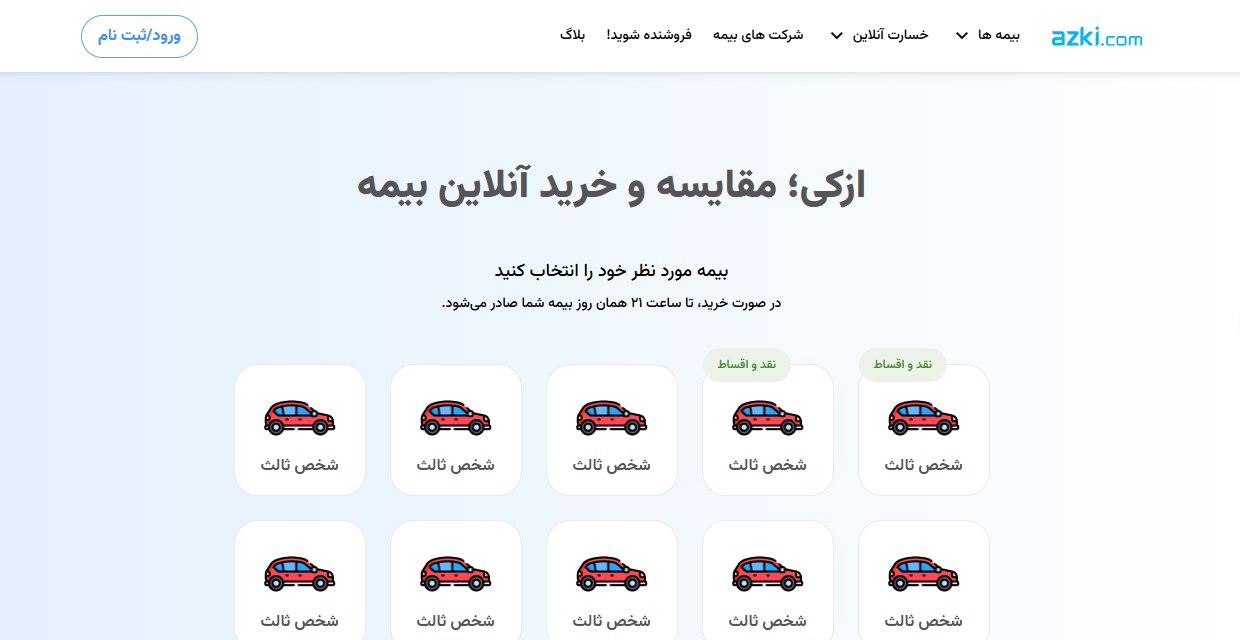 azki.com
بیمه ها
خسارت آنلاین
شرکت های بیمه
فروشنده شوید!
بلاگ
ورود/ثبت نام
ازکی؛ مقایسه و خرید آنلاین بیمه
بیمه مورد نظر خود را انتخاب کنید
در صورت خرید، تا ساعت ۲۱ همان روز بیمه شما صادر می‌شود.
نقد و اقساط
نقد و اقساط
شخص ثالث
شخص ثالث
شخص ثالث
شخص ثالث
شخص ثالث
شخص ثالث
شخص ثالث
شخص ثالث
شخص ثالث
شخص ثالث